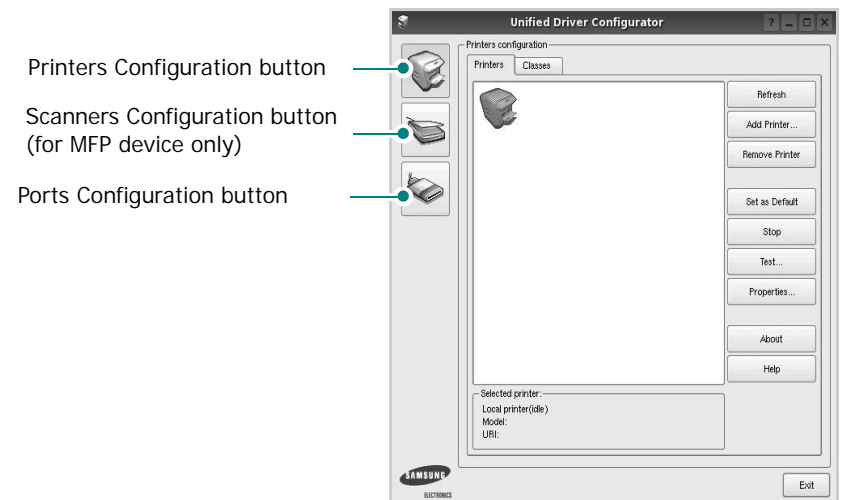 Unified Driver Configurator
Printers configuration
Printers Configuration button
Printers
Classes
Refresh
Scanners Configuration button
(for MFP device only)
Add Printer...
Remove Printer
Ports Configuration button
Set as Default
Stop
Test...
Properties...
About
Help
Selected printer:
Local printer(idle)
Model:
URI:
SAMSUNG
ELECTRONICS
Exit